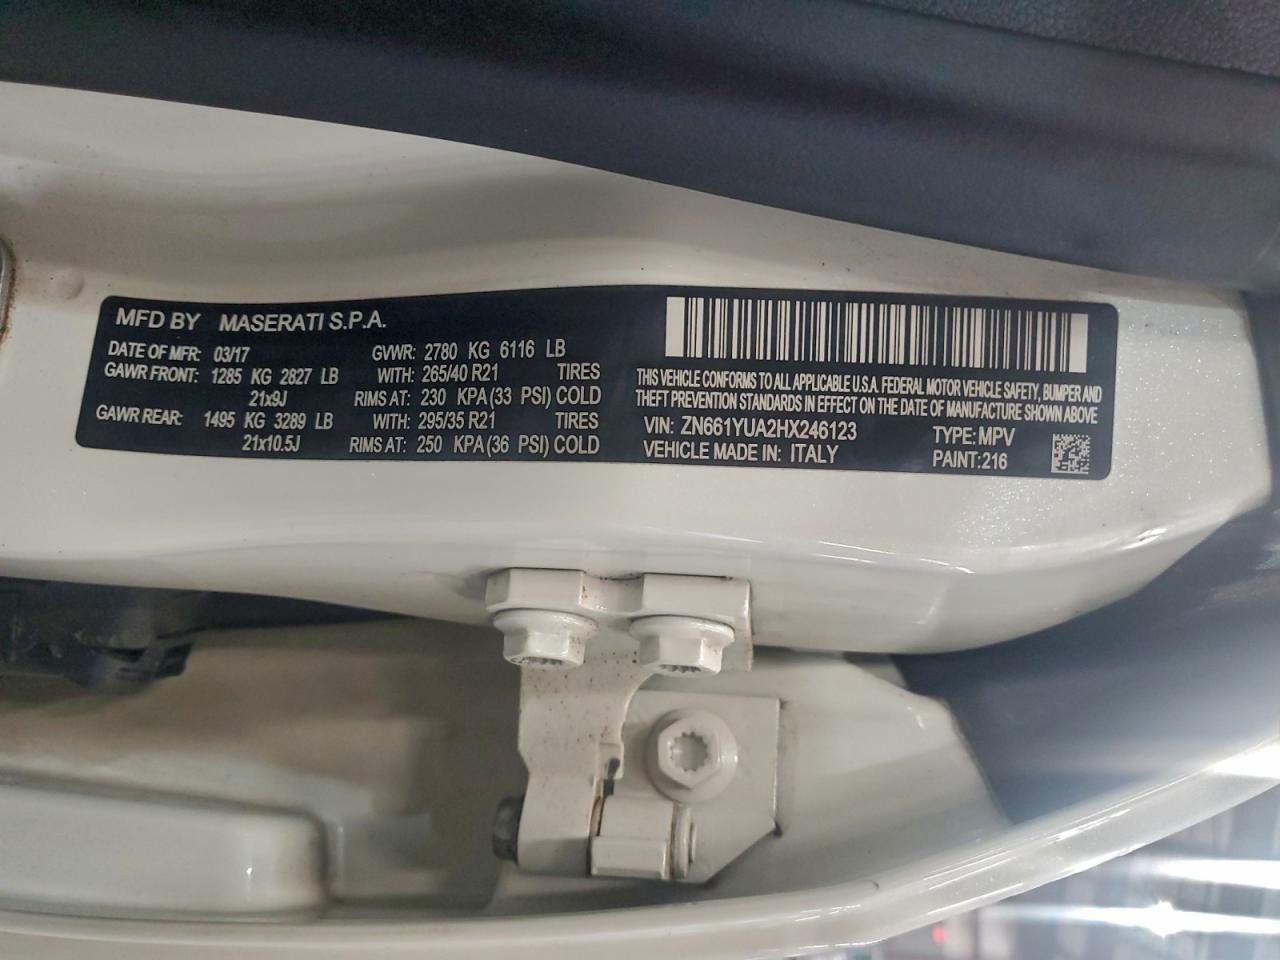 MFD BY MASERATI S.P.A.
DATE OF MFR: 03/17 GVWR: 2780 KG 6116 LB
GAWR FRONT: 1285 KG 2827 LB WITH: 265/40 R21 TIRES
21x9J RIMS AT: 230 KPA (33 PSI) COLD
GAWR REAR: 1495 KG 3289 LB WITH: 295/35 R21 TIRES
21x10.5J RIMS AT: 250 KPA (36 PSI) COLD
THIS VEHICLE CONFORMS TO ALL APPLICABLE U.S.A. FEDERAL MOTOR VEHICLE SAFETY, BUMPER AND
THEFT PREVENTION STANDARDS IN EFFECT ON THE DATE OF MANUFACTURE SHOWN ABOVE
VIN: ZN661YUA2HX246123 TYPE: MPV
VEHICLE MADE IN: ITALY PAINT: 216